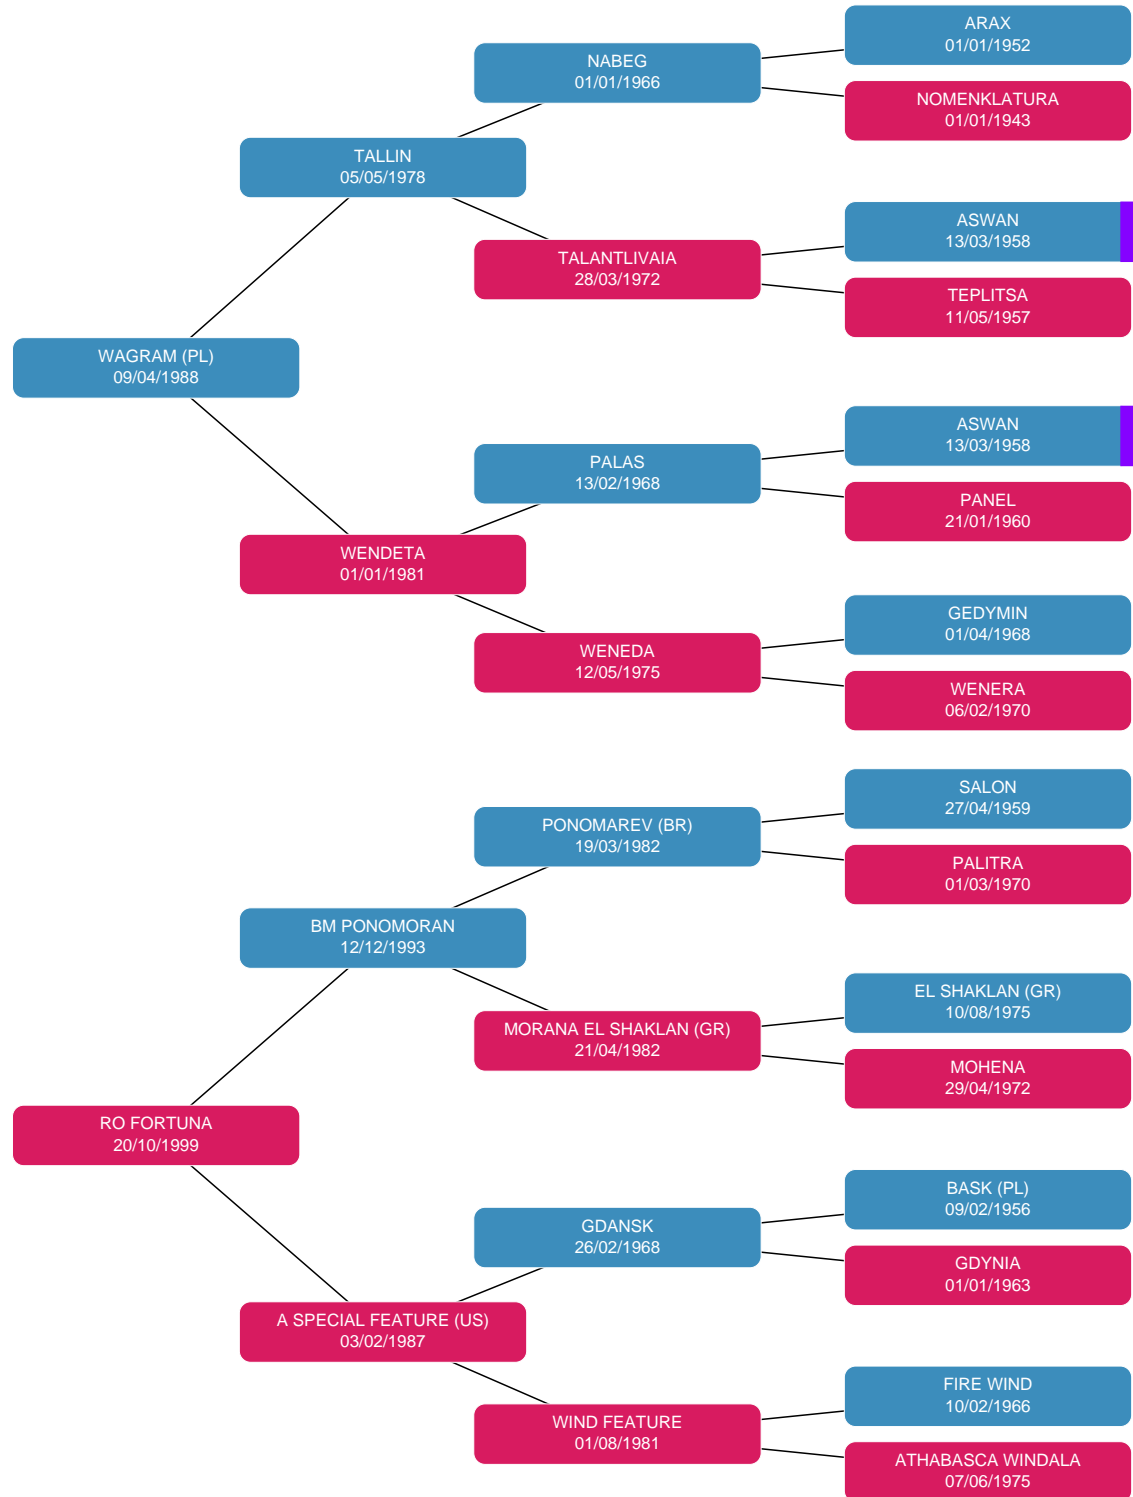 ARAX
01/01/1952
NABEG
01/01/1966
NOMENKLATURA
01/01/1943
TALLIN
05/05/1978
ASWAN
13/03/1958
TALANTLIVAIA
28/03/1972
TEPLITSA
11/05/1957
WAGRAM (PL)
09/04/1988
ASWAN
13/03/1958
PALAS
13/02/1968
PANEL
21/01/1960
WENDETA
01/01/1981
GEDYMIN
01/04/1968
WENEDA
12/05/1975
WENERA
06/02/1970
SALON
27/04/1959
PONOMAREV (BR)
19/03/1982
PALITRA
01/03/1970
BM PONOMORAN
12/12/1993
EL SHAKLAN (GR)
10/08/1975
MORANA EL SHAKLAN (GR)
21/04/1982
MOHENA
29/04/1972
RO FORTUNA
20/10/1999
BASK (PL)
09/02/1956
GDANSK
26/02/1968
GDYNIA
01/01/1963
A SPECIAL FEATURE (US)
03/02/1987
FIRE WIND
10/02/1966
WIND FEATURE
01/08/1981
ATHABASCA WINDALA
07/06/1975